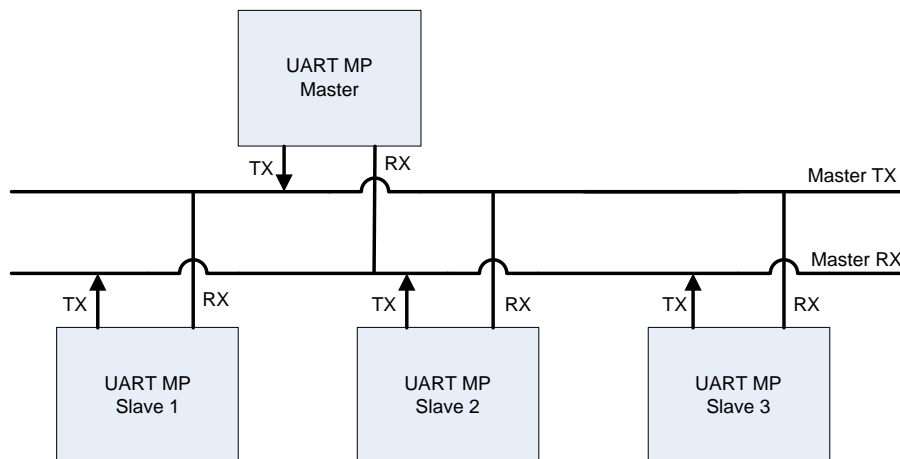 UART MP
Master
TX
RX
Master TX
Master RX
TX
RX
TX
RX
TX
RX
UART MP
Slave 1
UART MP
Slave 2
UART MP
Slave 3